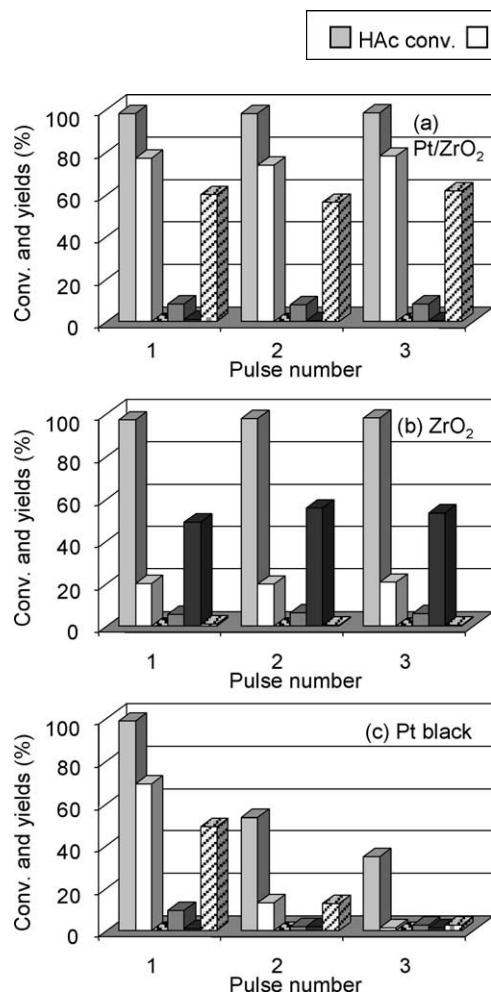 HAc conv.
100
80
60
40
20
0
Conv. and yields (%)
(a)
Pt/ZrO₂
1 2 3
Pulse number
100
80
60
40
20
0
Conv. and yields (%)
(b) ZrO₂
1 2 3
Pulse number
100
80
60
40
20
0
Conv. and yields (%)
(c) Pt black
1 2 3
Pulse number